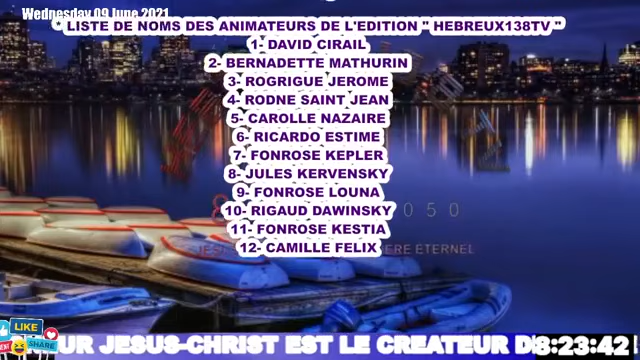 Wednesday 09 June 2021
* LISTE DE NOMS DES ANIMATEURS DE L'EDITION " HEBREUX138TV "
1- DAVID CIRAIL
2- BERNADETTE MATHURIN
3- ROGRIGUE JEROME
4- RODNE SAINT JEAN
5- CAROLLE NAZAIRE
6- RICARDO ESTIME
7- FONROSE KEPLER
8- JULES KERVENSKY
9- FONROSE LOUNA
10- RIGAUD DAWINSKY
050
11- FONROSE KESTIA
ERE ETERNEL
12- CAMILLE FELIX
LIKE
SHARE
UR JESUS-CHRIST EST LE CREATEUR D
8:23:42